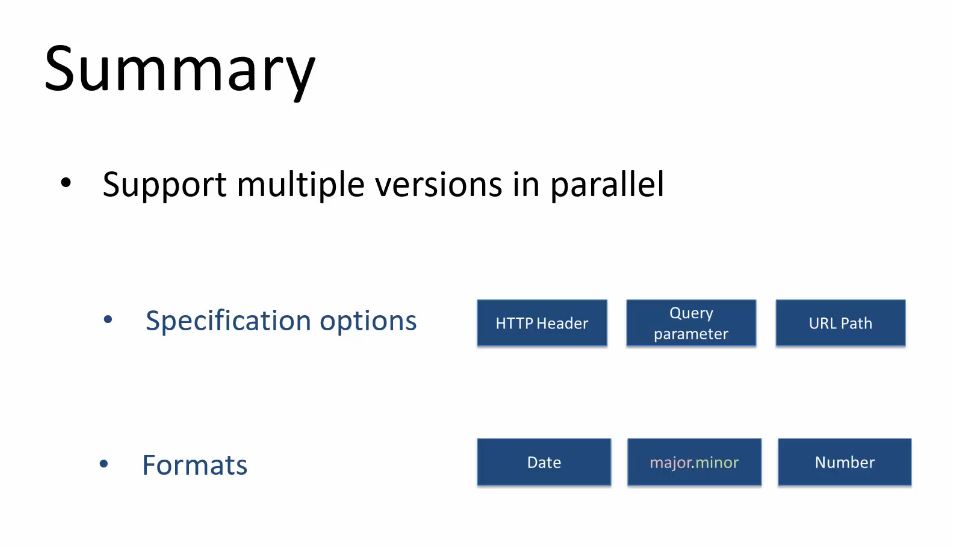 Summary
• Support multiple versions in parallel
• Specification options
HTTP Header
Query
parameter
URL Path
• Formats
Date
major.minor
Number